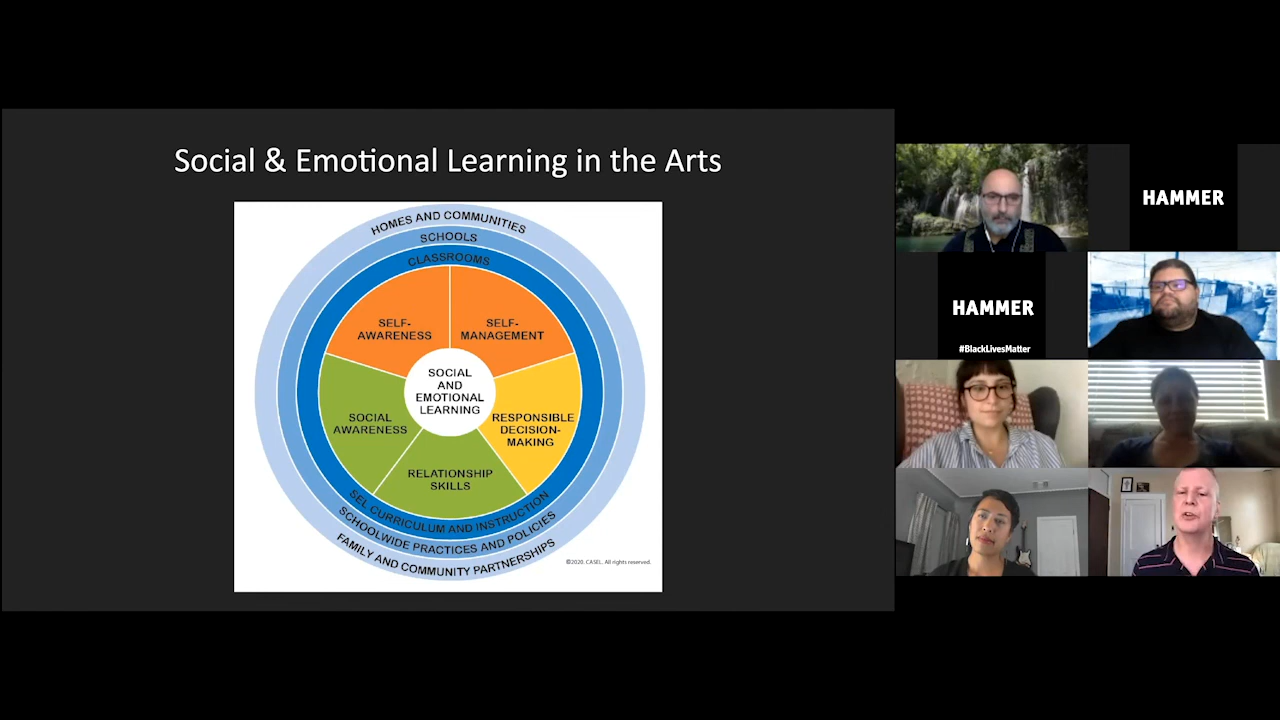 Social & Emotional Learning in the Arts
HOMES AND COMMUNITIES
SCHOOLS
CLASSROOMS
SELF-
AWARENESS
SELF-
MANAGEMENT
SOCIAL
AND
EMOTIONAL
LEARNING
SOCIAL
AWARENESS
RESPONSIBLE
DECISION-
MAKING
RELATIONSHIP
SKILLS
SEL CURRICULUM AND INSTRUCTION
SCHOOLWIDE PRACTICES AND POLICIES
FAMILY AND COMMUNITY PARTNERSHIPS
©2020. CASEL. All rights reserved.
HAMMER
HAMMER
#BlackLivesMatter